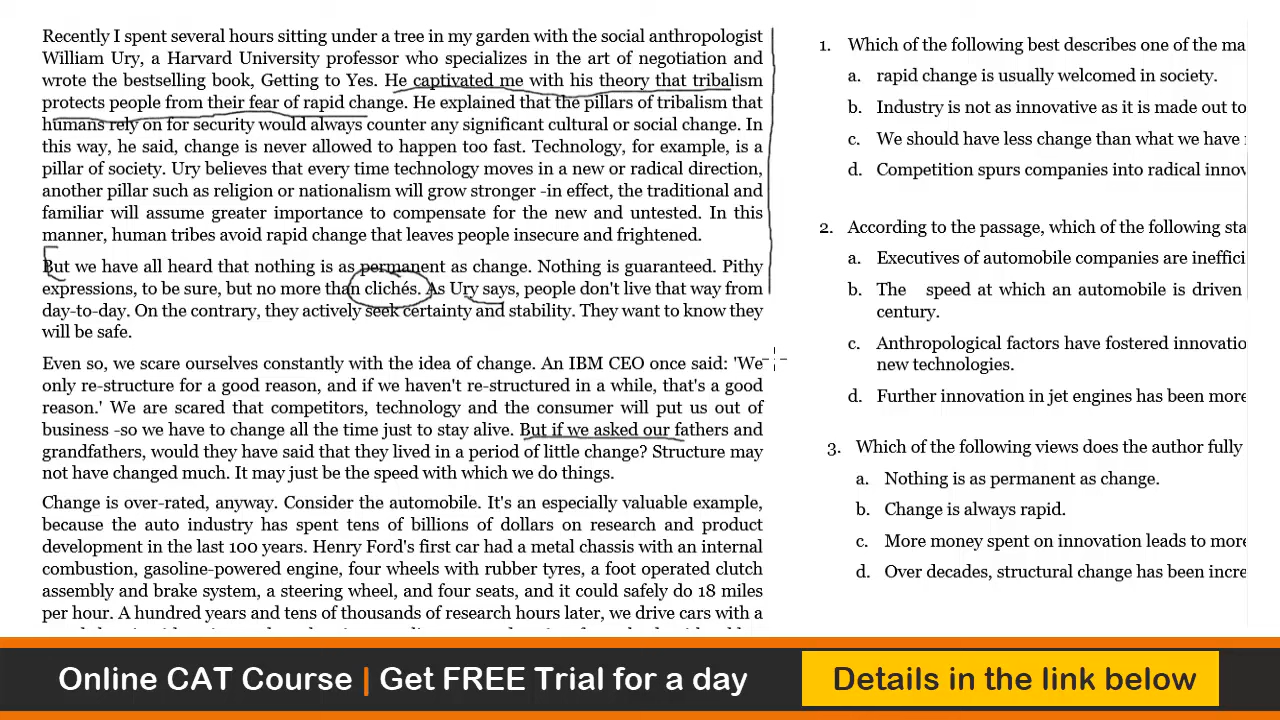 Recently I spent several hours sitting under a tree in my garden with the social anthropologist
William Ury, a Harvard University professor who specializes in the art of negotiation and
wrote the bestselling book, Getting to Yes. He captivated me with his theory that tribalism
protects people from their fear of rapid change. He explained that the pillars of tribalism that
humans rely on for security would always counter any significant cultural or social change. In
this way, he said, change is never allowed to happen too fast. Technology, for example, is a
pillar of society. Ury believes that every time technology moves in a new or radical direction,
another pillar such as religion or nationalism will grow stronger -in effect, the traditional and
familiar will assume greater importance to compensate for the new and untested. In this
manner, human tribes avoid rapid change that leaves people insecure and frightened.
But we have all heard that nothing is as permanent as change. Nothing is guaranteed. Pithy
expressions, to be sure, but no more than clichés. As Ury says, people don't live that way from
day-to-day. On the contrary, they actively seek certainty and stability. They want to know they
will be safe.
Even so, we scare ourselves constantly with the idea of change. An IBM CEO once said: 'We
only re-structure for a good reason, and if we haven't re-structured in a while, that's a good
reason.' We are scared that competitors, technology and the consumer will put us out of
business -so we have to change all the time just to stay alive. But if we asked our fathers and
grandfathers, would they have said that they lived in a period of little change? Structure may
not have changed much. It may just be the speed with which we do things.
Change is over-rated, anyway. Consider the automobile. It's an especially valuable example,
because the auto industry has spent tens of billions of dollars on research and product
development in the last 100 years. Henry Ford's first car had a metal chassis with an internal
combustion, gasoline-powered engine, four wheels with rubber tyres, a foot operated clutch
assembly and brake system, a steering wheel, and four seats, and it could safely do 18 miles
per hour. A hundred years and tens of thousands of research hours later, we drive cars with a
1. Which of the following best describes one of the ma
a. rapid change is usually welcomed in society.
b. Industry is not as innovative as it is made out to
c. We should have less change than what we have
d. Competition spurs companies into radical innov
2. According to the passage, which of the following sta
a. Executives of automobile companies are ineffici
b. The speed at which an automobile is driven
century.
c. Anthropological factors have fostered innovatio
new technologies.
d. Further innovation in jet engines has been more
3. Which of the following views does the author fully
a. Nothing is as permanent as change.
b. Change is always rapid.
c. More money spent on innovation leads to more
d. Over decades, structural change has been incre
Online CAT Course | Get FREE Trial for a day
Details in the link below